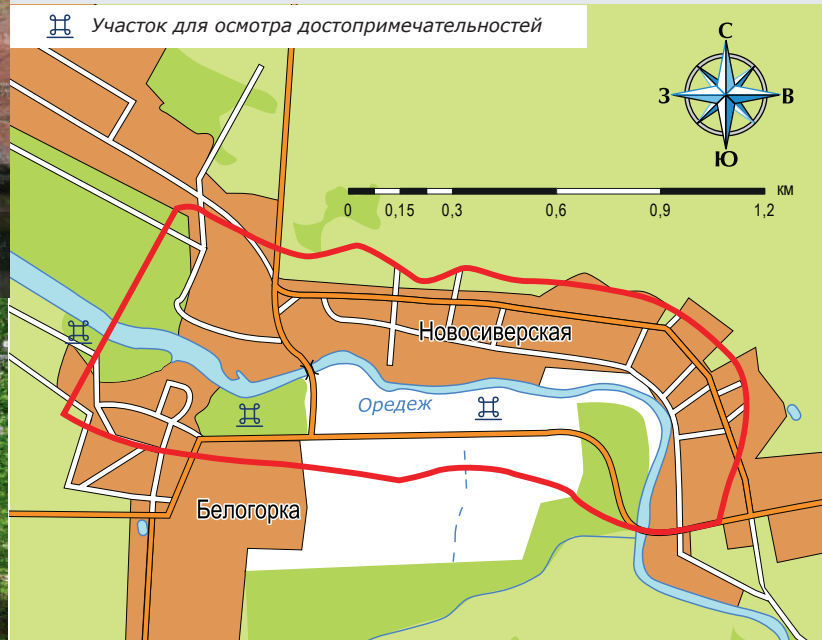 Участок для осмотра достопримечательностей
С
З
В
Ю
км
0 0,15 0,3 0,6 0,9 1,2
Новосиверская
Оредеж
Белогорка